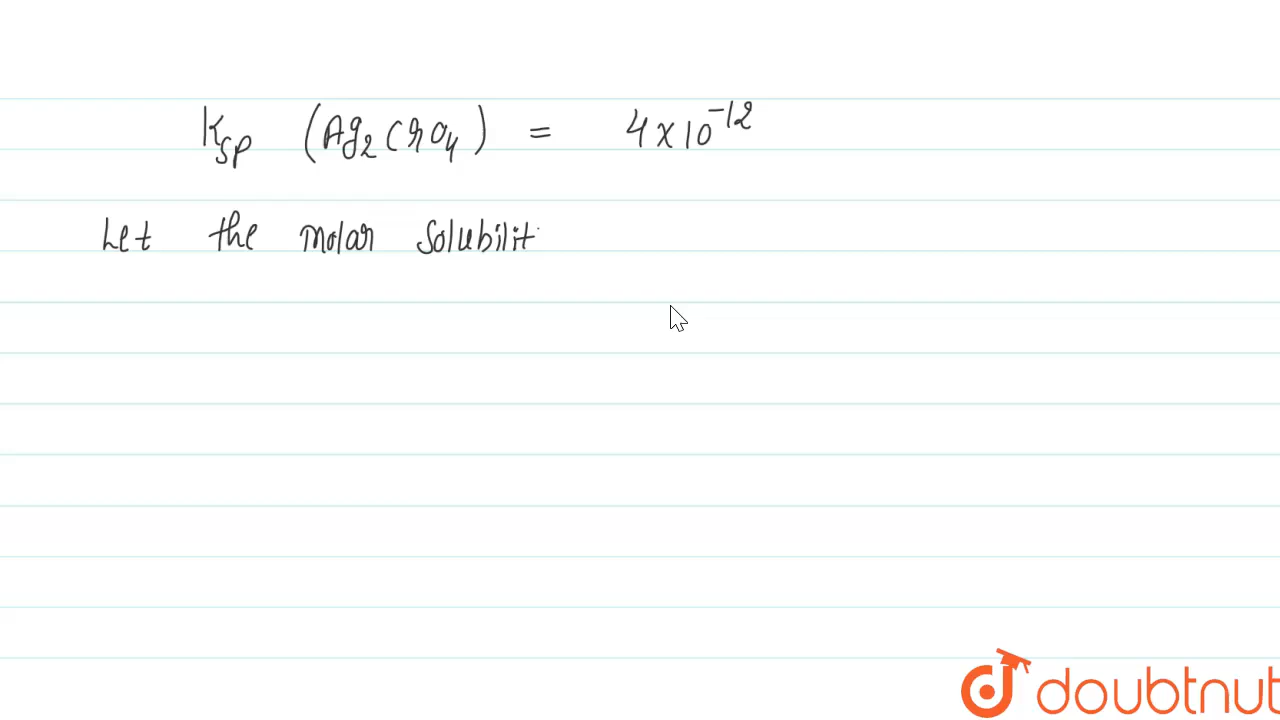 Ksp (Ag2CrO4) = 4x10^-12
Let the molar solubilit
doubtnut